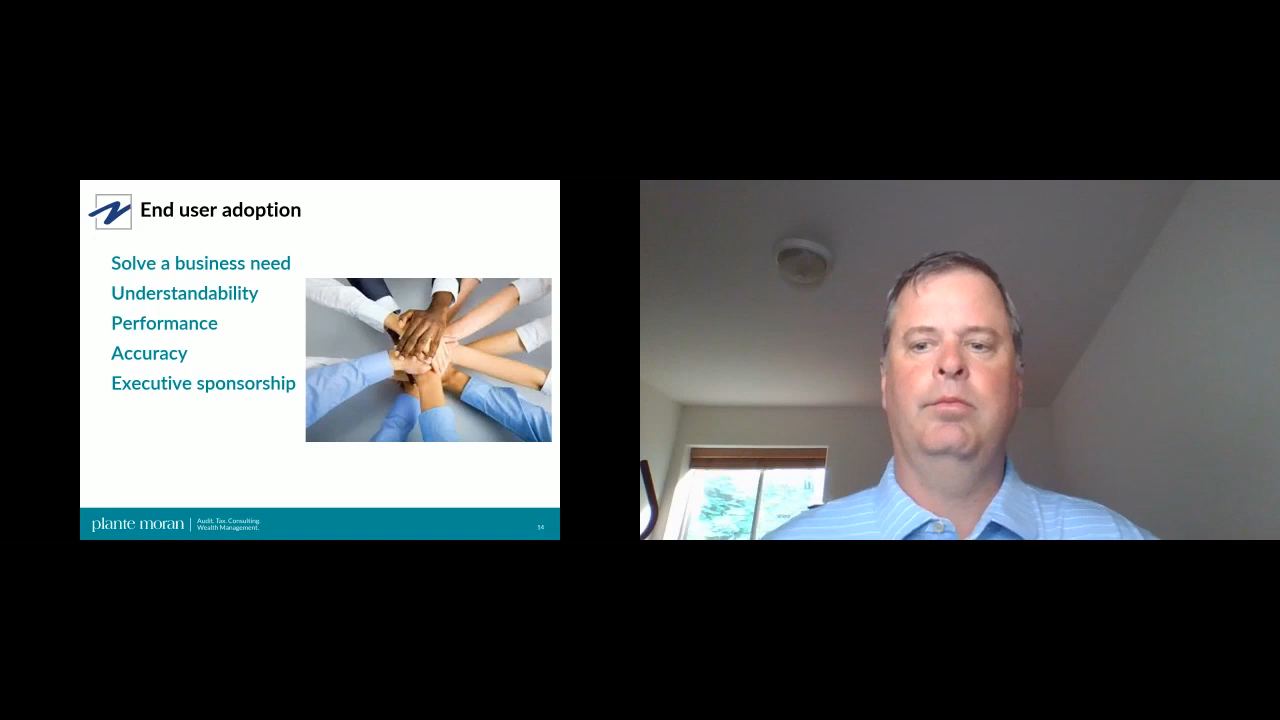 End user adoption
Solve a business need
Understandability
Performance
Accuracy
Executive sponsorship
plante moran
Audit. Tax. Consulting.
Wealth Management.
14